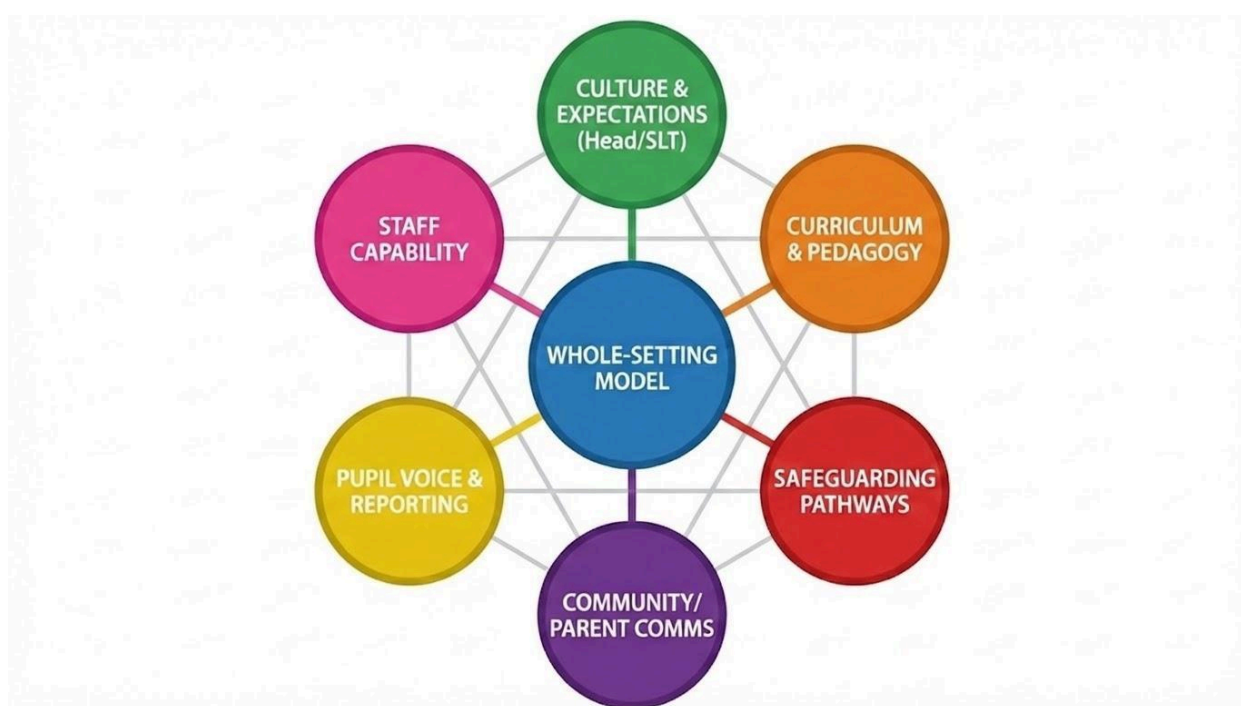 CULTURE &
EXPECTATIONS
(Head/SLT)
STAFF
CAPABILITY
CURRICULUM
& PEDAGOGY
WHOLE-SETTING
MODEL
PUPIL VOICE &
REPORTING
SAFEGUARDING
PATHWAYS
COMMUNITY/
PARENT COMMS